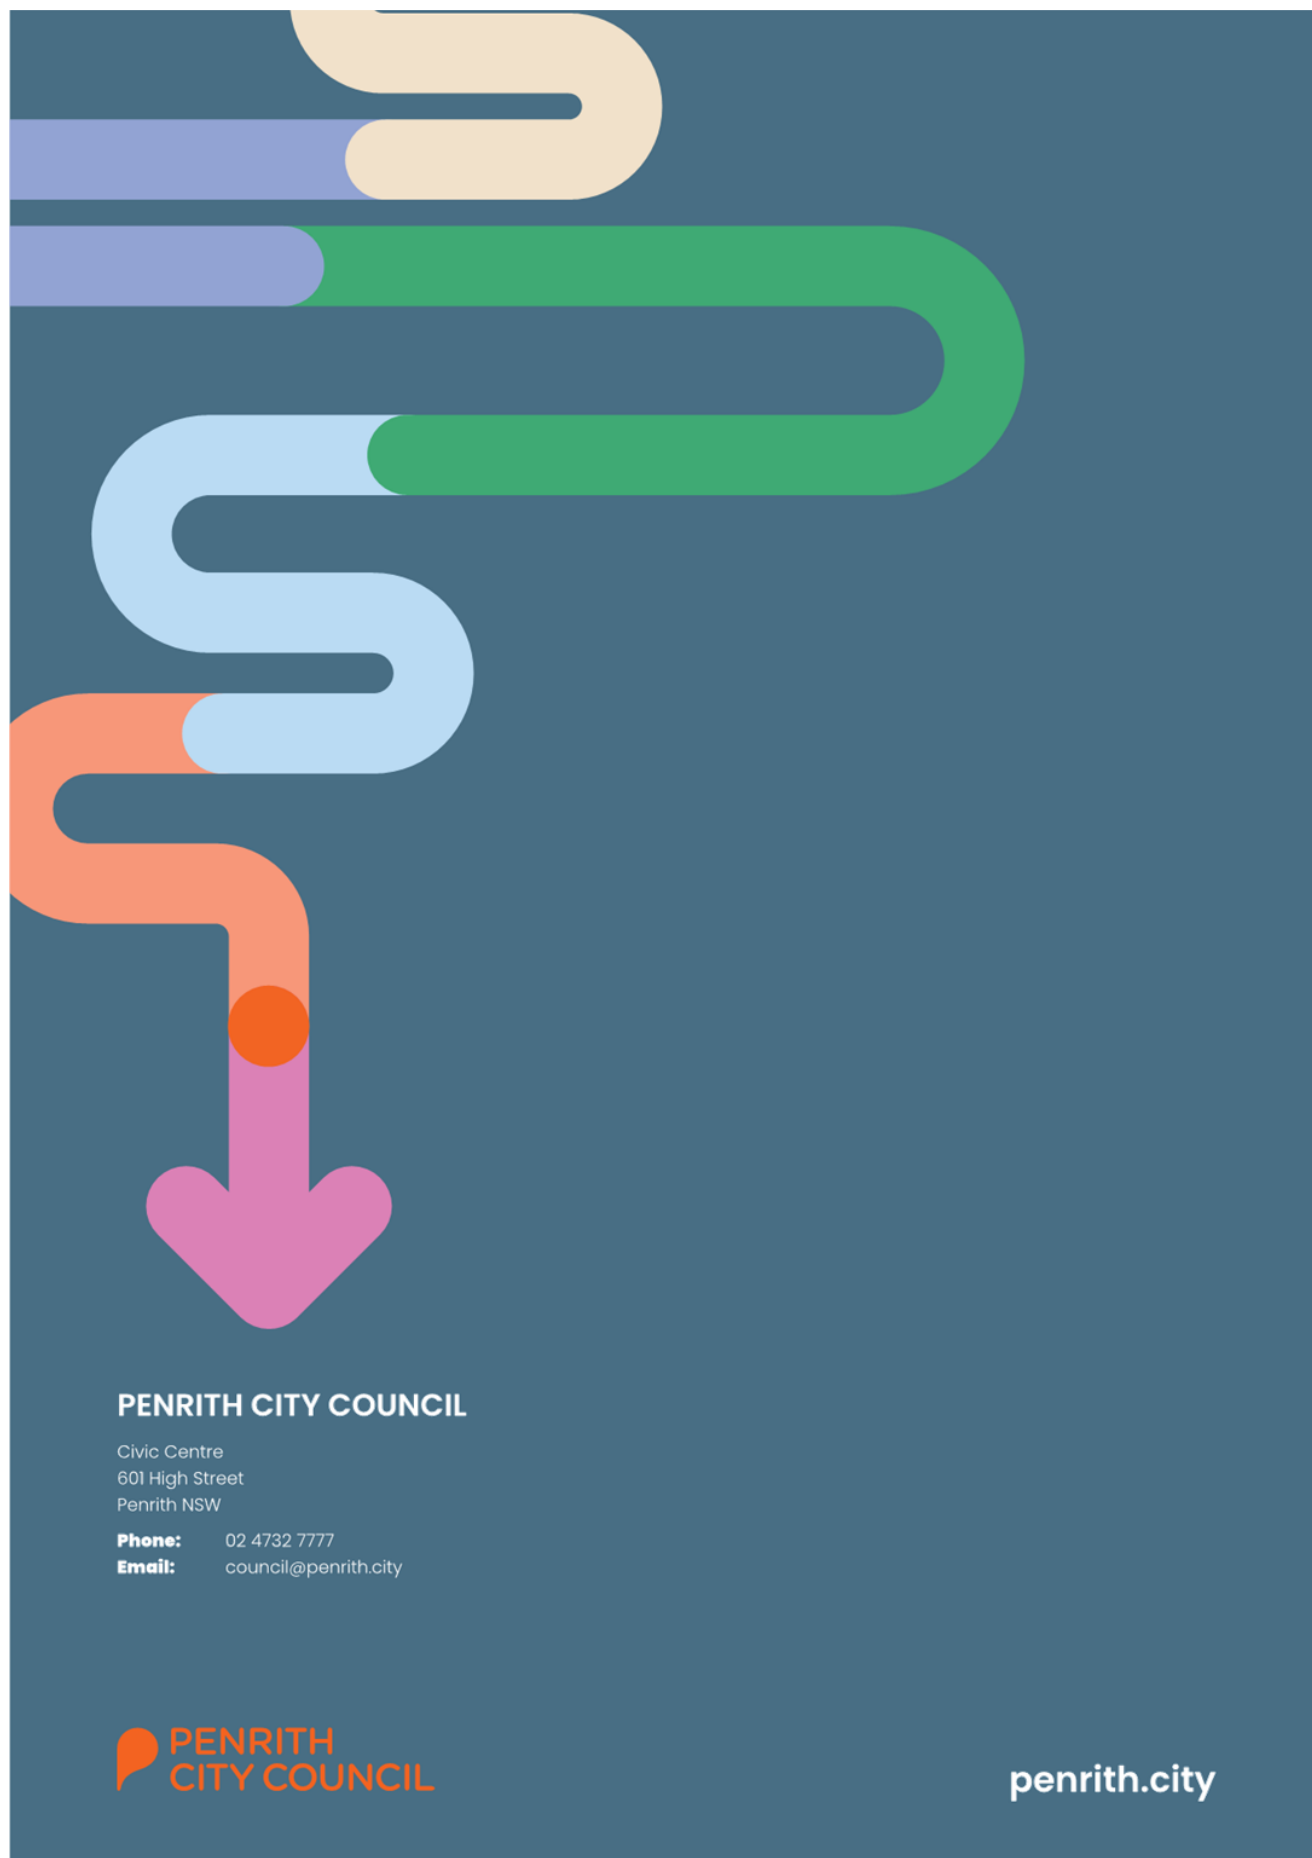 PENRITH CITY COUNCIL
Civic Centre
601 High Street
Penrith NSW
Phone: 02 4732 7777
Email: council@penrith.city
PENRITH
CITY COUNCIL
penrith.city